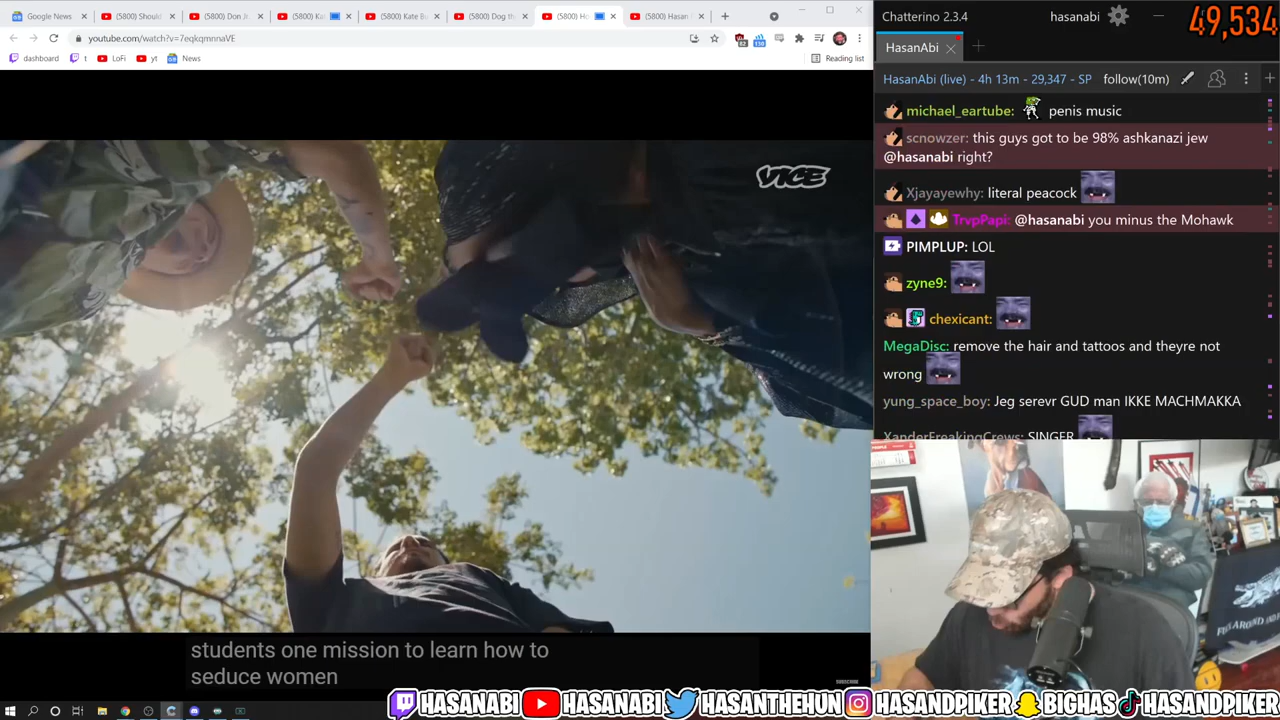 Google News
(5800) Should
(5800) Don J
(5800) Ka
(5800) Kate B
(5800) Dog th
(5800) Ho
(5800) Hasan
youtube.com/watch?v=7eqkqmnnaVE
dashboard
t
LoFi
yt
News
Reading list
VICE
students one mission to learn how to
seduce women
SUBSCRIBE
Chatterino 2.3.4
hasanabi
49,534
HasanAbi
HasanAbi (live) - 4h 13m - 29,347 - SP
follow(10m)
michael_eartube: penis music
scnowzer: this guys got to be 98% ashkanazi jew
@hasanabi right?
Xjayayewhy: literal peacock
TrvpPapi: @hasanabi you minus the Mohawk
PIMPLUP: LOL
zyne9:
chexicant:
MegaDisc: remove the hair and tattoos and theyre not
wrong
yung_space_boy: Jeg serevr GUD man IKKE MACHMAKKA
XanderFreakingCrews: SINGER
HASANABI
HASANABI
HASANTHEHUN
HASANDPIKER
BIGHAS
HASANDPIKER